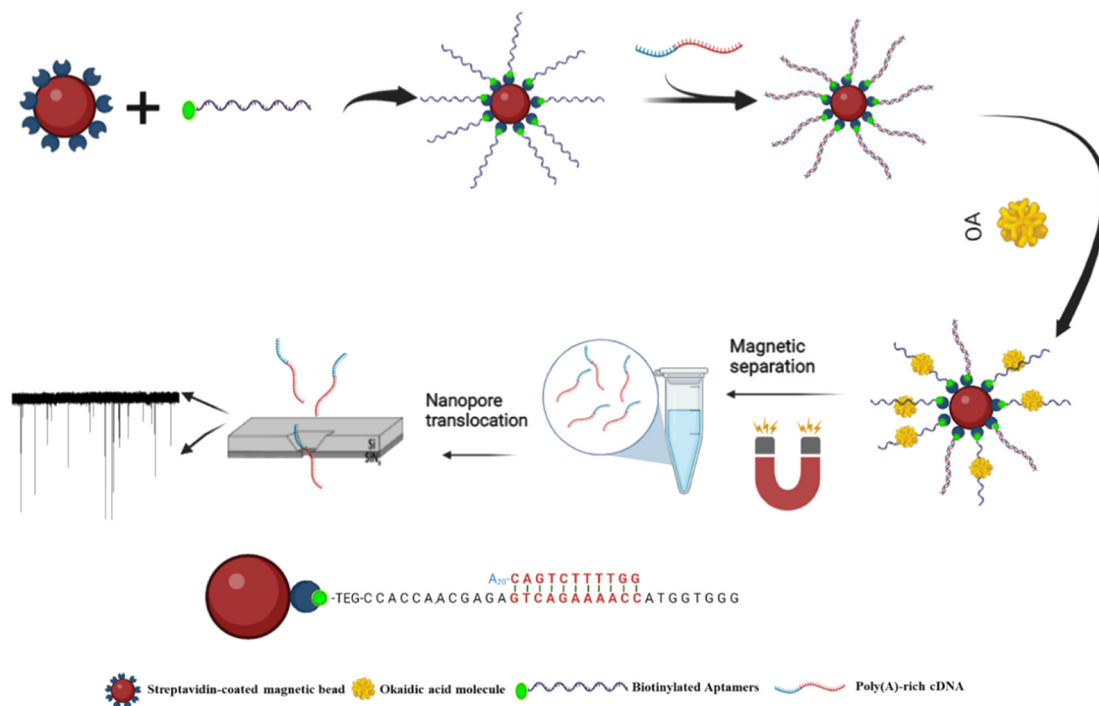 OA
Magnetic
separation
Nanopore
translocation
Si
SiNx
A20-CAGTCTTTTGG
-TEG-CCACCAACGAGAGTCAGAAAACCATGGTGGG
Streptavidin-coated magnetic bead Okaidic acid molecule Biotinylated Aptamers Poly(A)-rich cDNA